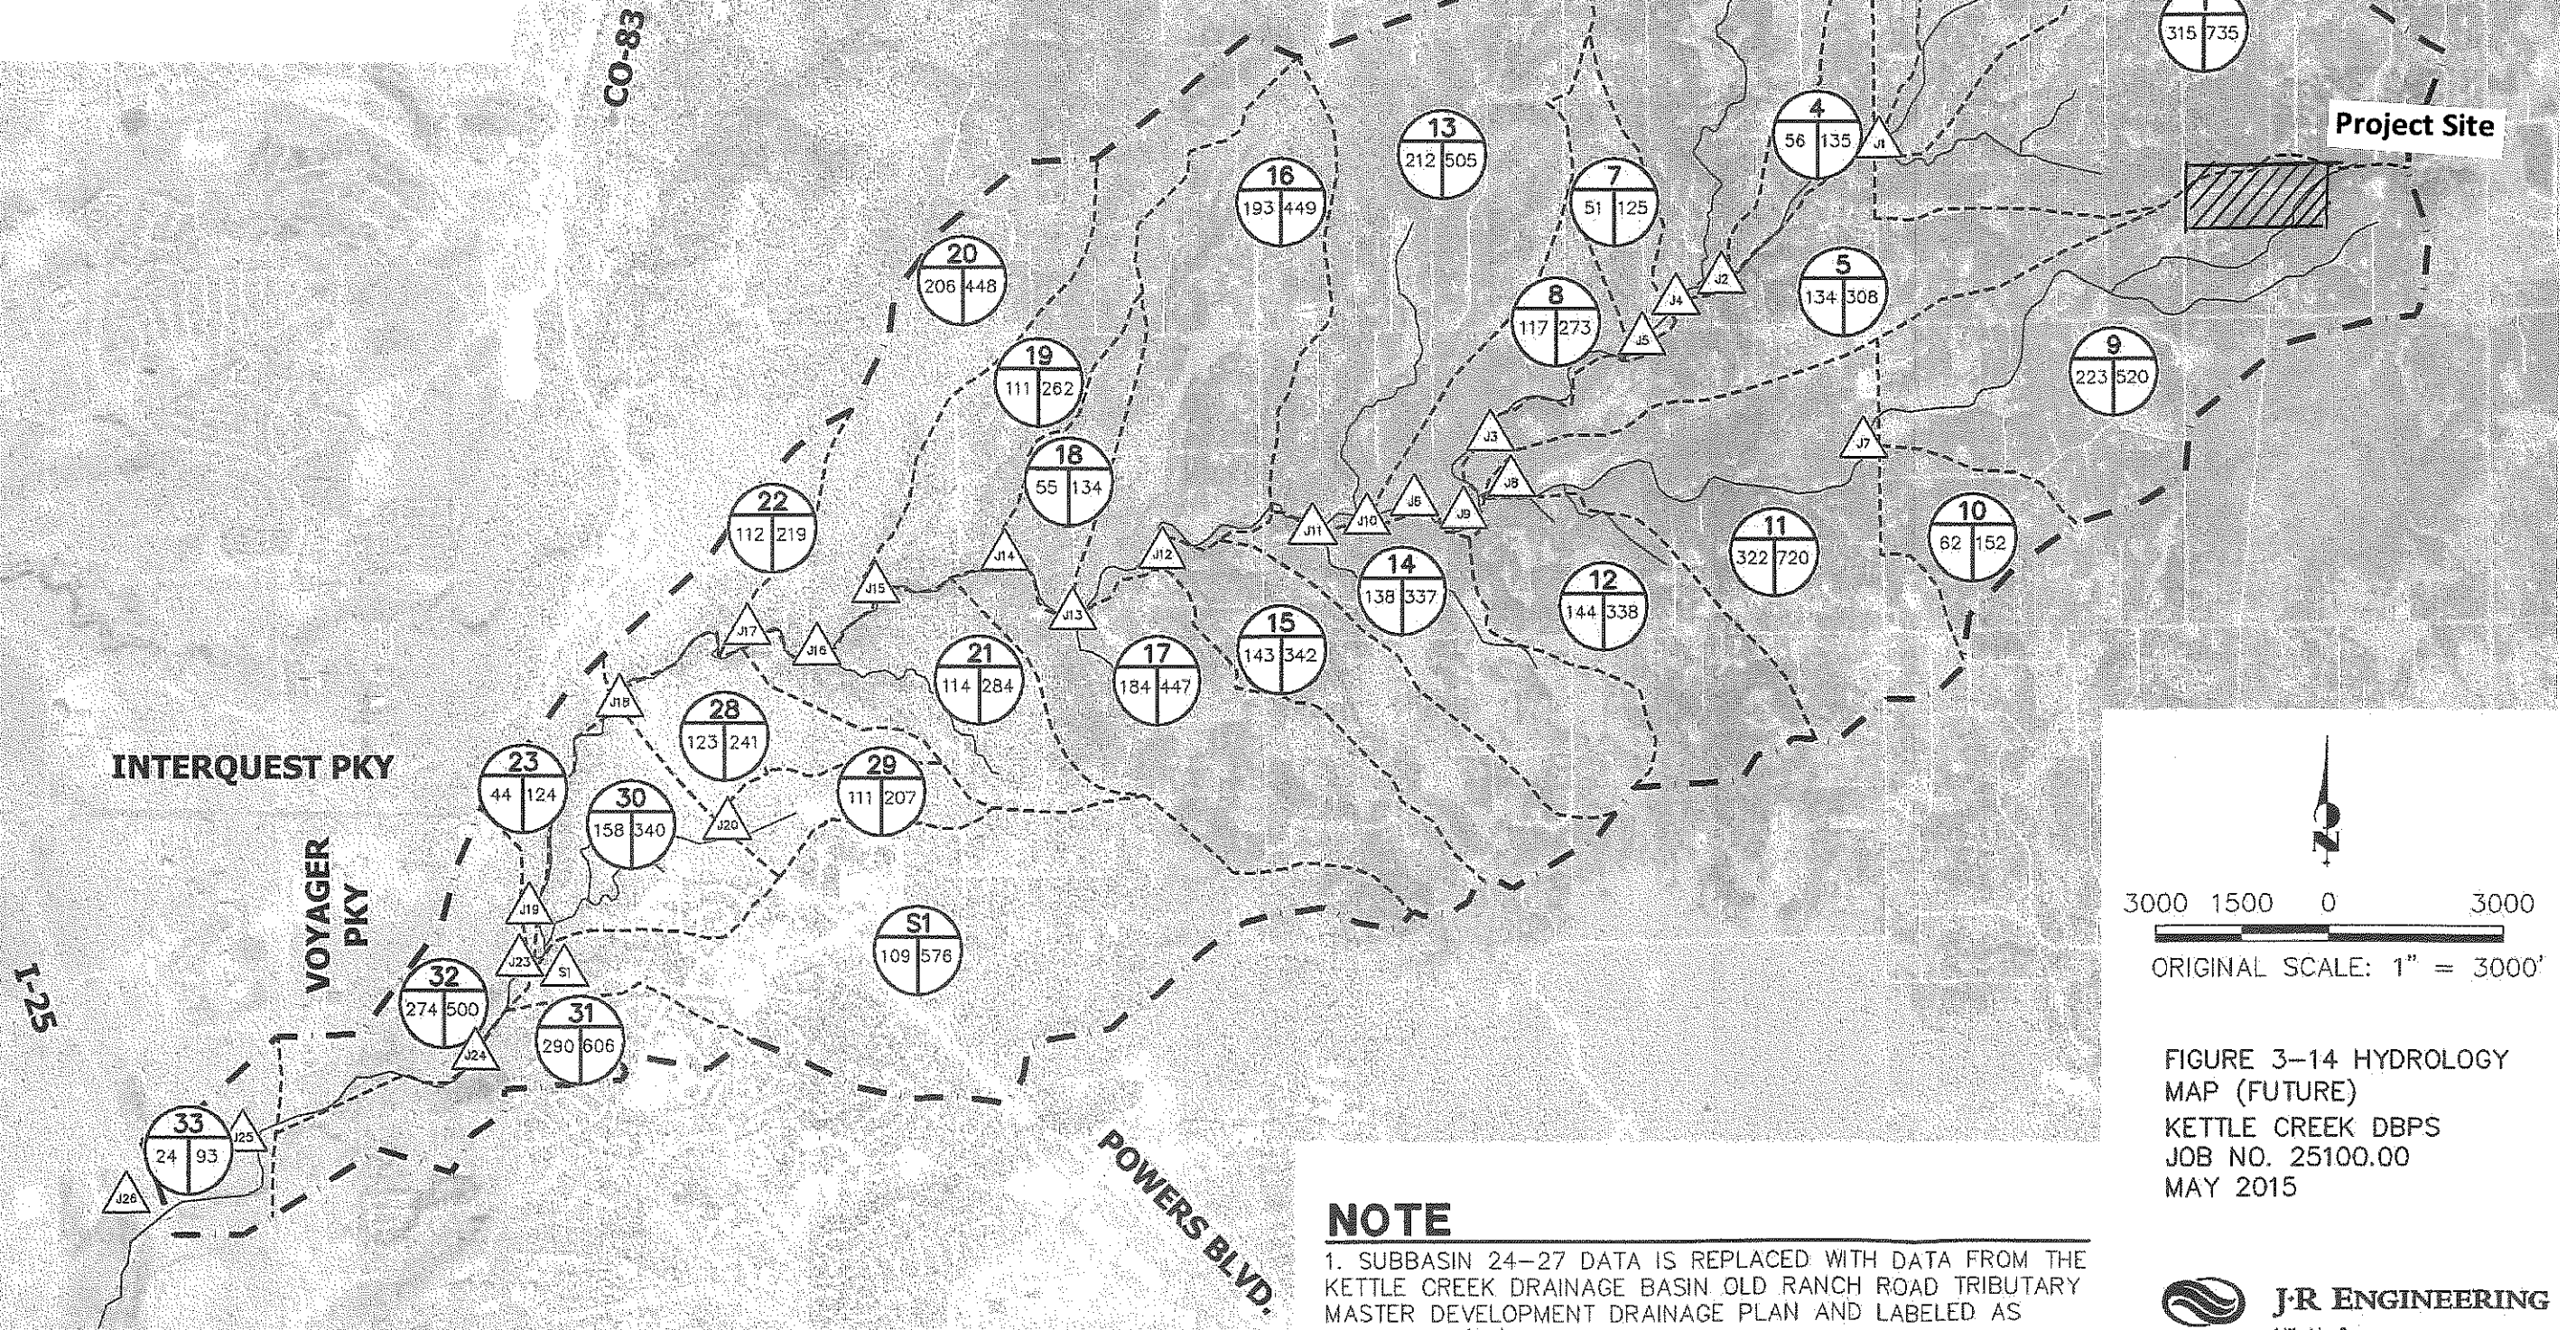 CO-83
315 735
Project Site
4
56 135
J1
13
212 505
16
193 449
7
51 125
20
206 448
5
134 308
J2
J4
8
117 273
J5
19
111 262
9
223 520
18
55 134
J3
J7
J8
22
112 219
J6
J9
J10
J11
10
62 152
11
322 720
J12
J14
14
138 337
12
144 338
J15
J13
15
143 342
J17
J16
21
114 284
17
184 447
J18
28
123 241
INTERQUEST PKY
23
44 124
29
111 207
30
158 340
J20
VOYAGER
PKY
J19
S1
109 576
J23
S1
I-25
32
274 500
31
290 606
J24
33
24 93
J25
J26
POWERS BLVD.
N
3000 1500 0 3000
ORIGINAL SCALE: 1" = 3000'
FIGURE 3-14 HYDROLOGY
MAP (FUTURE)
KETTLE CREEK DBPS
JOB NO. 25100.00
MAY 2015
NOTE
1. SUBBASIN 24-27 DATA IS REPLACED WITH DATA FROM THE
KETTLE CREEK DRAINAGE BASIN OLD RANCH ROAD TRIBUTARY
MASTER DEVELOPMENT DRAINAGE PLAN AND LABELED AS
J·R ENGINEERING